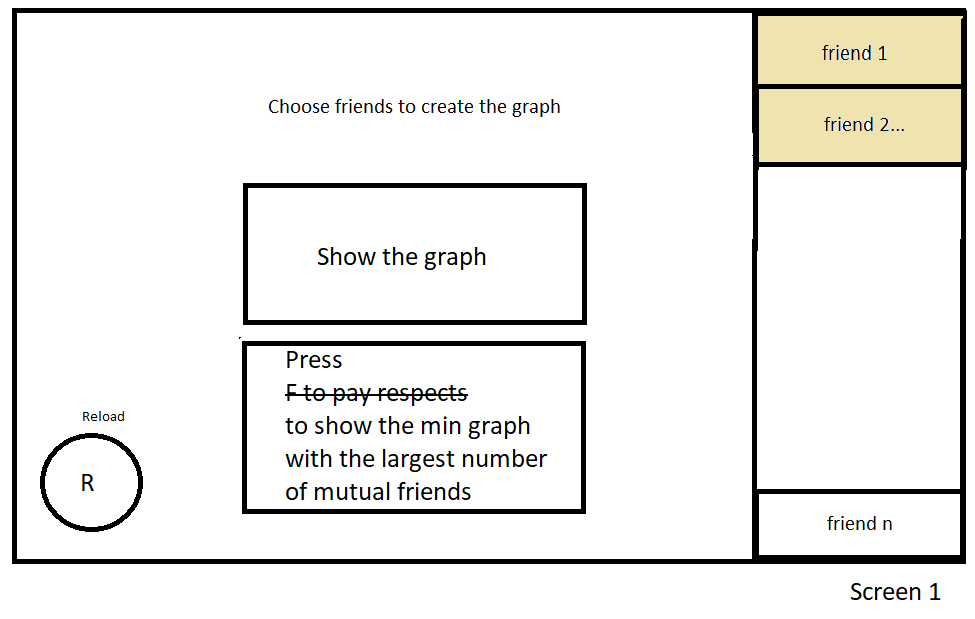 friend 1
Choose friends to create the graph
friend 2...
Show the graph
Press
F to pay respects
to show the min graph
with the largest number
of mutual friends
Reload
R
friend n
Screen 1